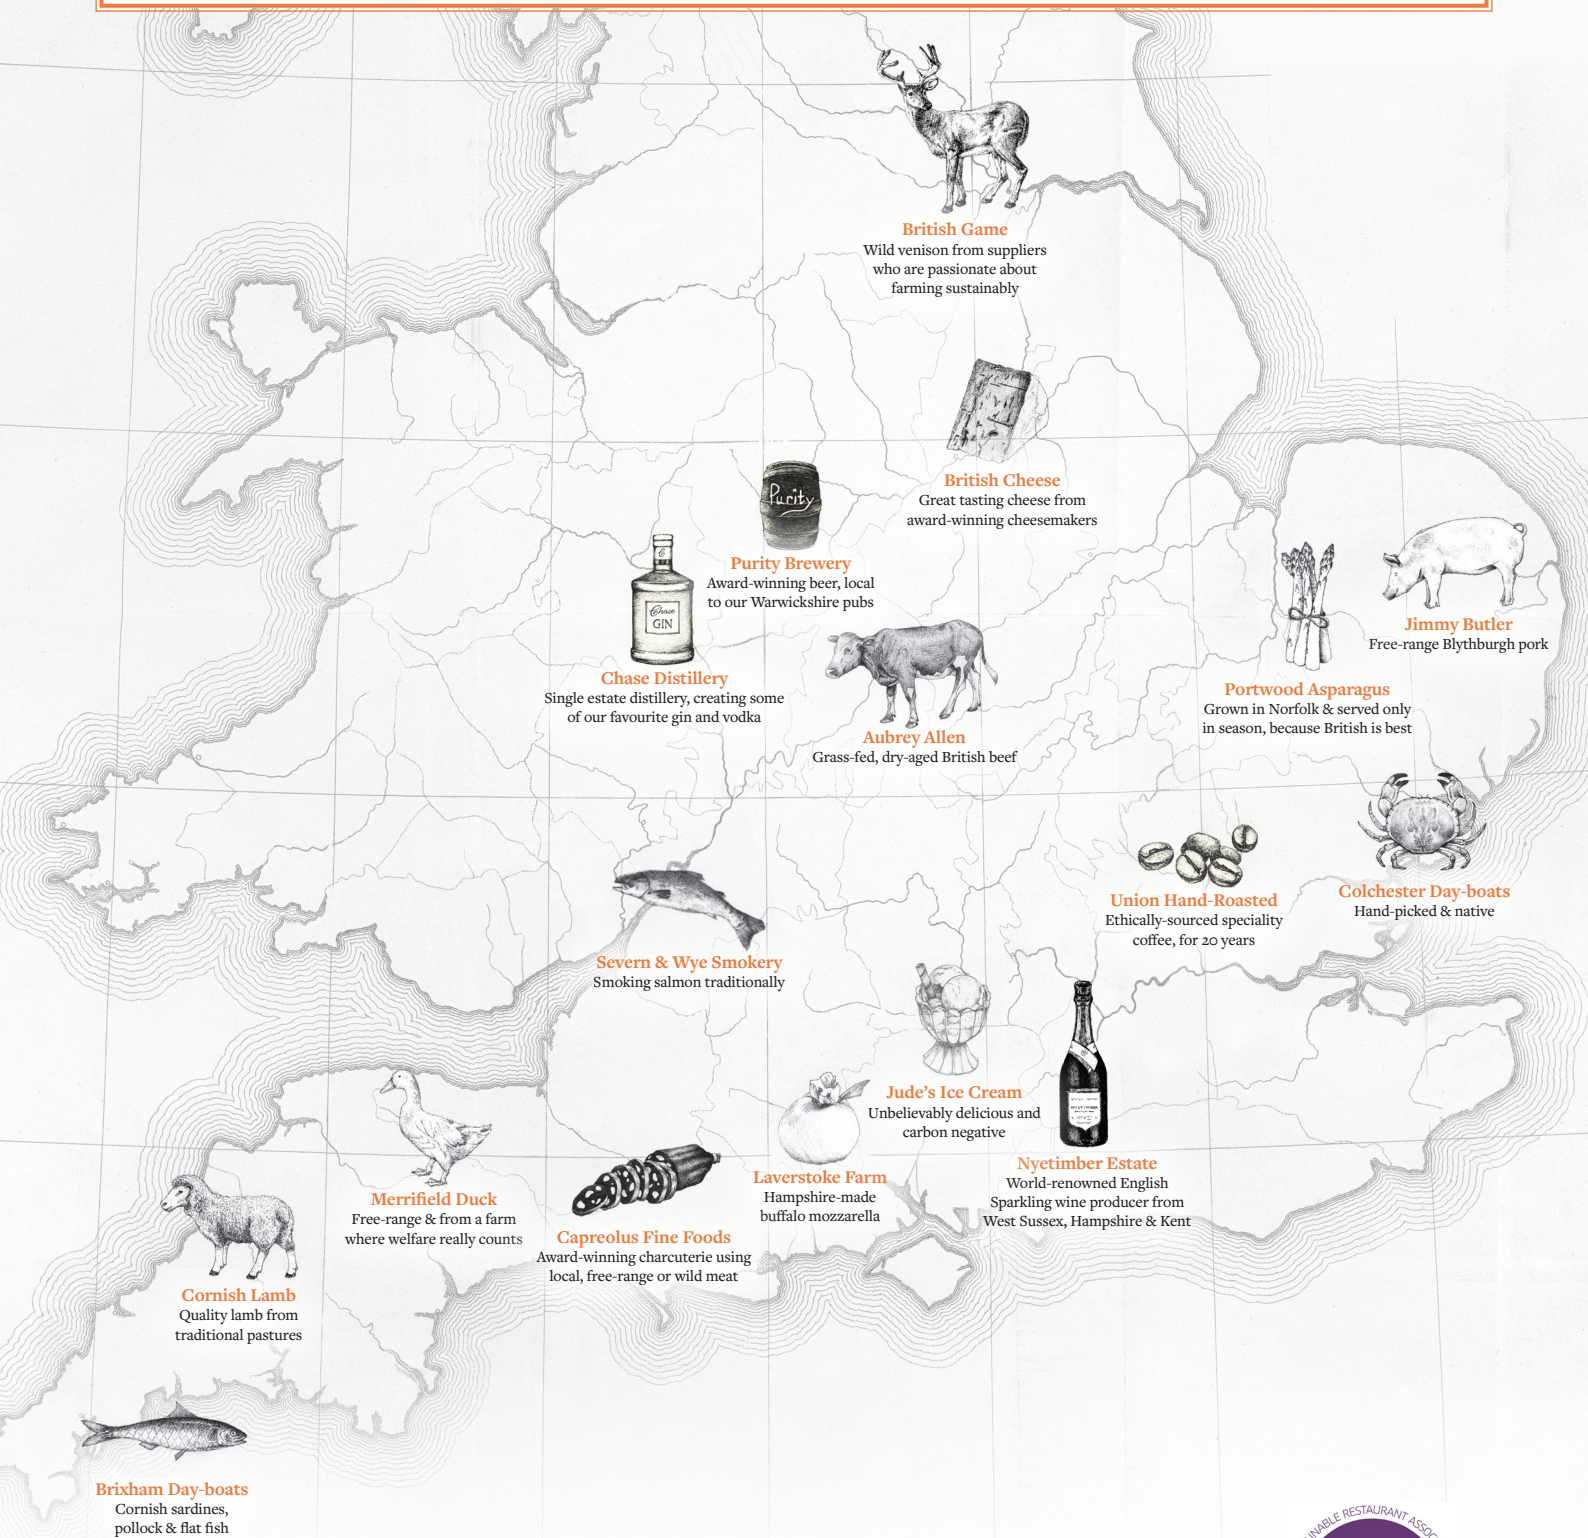 British Game
Wild venison from suppliers
who are passionate about
farming sustainably
British Cheese
Great tasting cheese from
award-winning cheesemakers
Purity
Purity Brewery
Award-winning beer, local
to our Warwickshire pubs
Chase
GIN
Chase Distillery
Single estate distillery, creating some
of our favourite gin and vodka
Jimmy Butler
Free-range Blythburgh pork
Portwood Asparagus
Grown in Norfolk & served only
in season, because British is best
Aubrey Allen
Grass-fed, dry-aged British beef
Union Hand-Roasted
Ethically-sourced speciality
coffee, for 20 years
Colchester Day-boats
Hand-picked & native
Severn & Wye Smokery
Smoking salmon traditionally
Jude's Ice Cream
Unbelievably delicious and
carbon negative
NYETIMBER
Nyetimber Estate
World-renowned English
Sparkling wine producer from
West Sussex, Hampshire & Kent
Laverstoke Farm
Hampshire-made
buffalo mozzarella
Merrifield Duck
Free-range & from a farm
where welfare really counts
Capreolus Fine Foods
Award-winning charcuterie using
local, free-range or wild meat
Cornish Lamb
Quality lamb from
traditional pastures
Brixham Day-boats
Cornish sardines,
pollock & flat fish
RESTAURANT